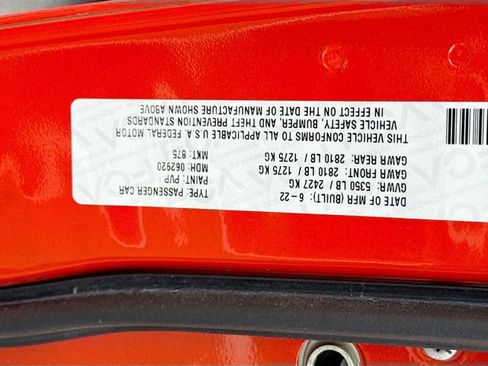 DATE OF MFR (BUILT): 6-22
GVWR: 5350 LB / 2427 KG
GAWR FRONT: 2810 LB / 1275 KG
GAWR REAR: 2810 LB / 1275 KG
THIS VEHICLE CONFORMS TO ALL APPLICABLE U.S.A. FEDERAL MOTOR
VEHICLE SAFETY, BUMPER, AND THEFT PREVENTION STANDARDS
IN EFFECT ON THE DATE OF MANUFACTURE SHOWN ABOVE
TYPE: PASSENGER CAR
PAINT: PVP
MDH: 062920
MKT: 875